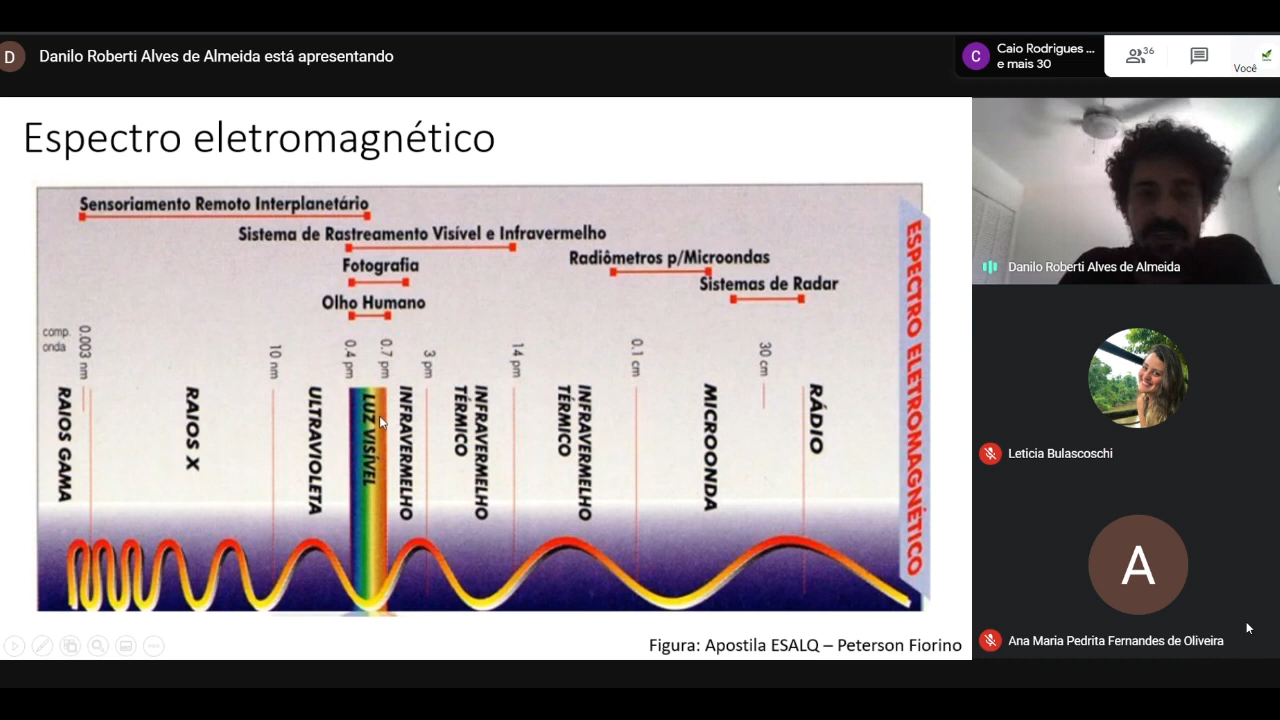 D
Danilo Roberti Alves de Almeida está apresentando
C
Caio Rodrigues ...
e mais 30
36
Você
Espectro eletromagnético
Sensoriamento Remoto Interplanetário
Sistema de Rastreamento Visível e Infravermelho
Fotografia
Radiômetros p/Microondas
Sistemas de Radar
Olho Humano
comp.
onda
0.003 nm
10 nm
0.4 pm
0.7 pm
3 pm
14 pm
0.1 cm
30 cm
RAIOS GAMA
RAIOS X
ULTRAVIOLETA
LUZ VISÍVEL
INFRAVERMELHO
INFRAVERMELHO
TÉRMICO
INFRAVERMELHO
TÉRMICO
MICROONDA
RÁDIO
ESPECTRO ELETROMAGNÉTICO
Figura: Apostila ESALQ – Peterson Fiorino
Danilo Roberti Alves de Almeida
Leticia Bulascoschi
A
Ana Maria Pedrita Fernandes de Oliveira